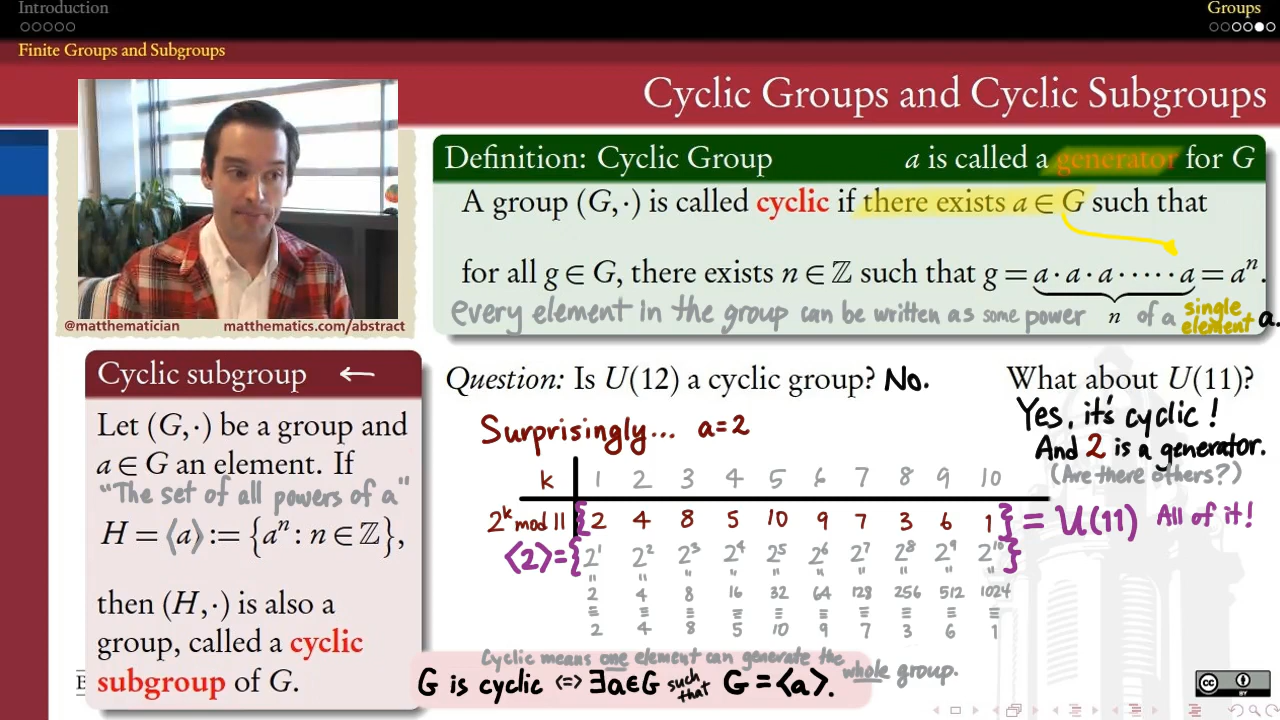 Introduction
Groups
Finite Groups and Subgroups
Cyclic Groups and Cyclic Subgroups
@matthematician matthematics.com/abstract
Definition: Cyclic Group a is called a generator for G
A group (G,·) is called cyclic if there exists a ∈ G such that
for all g ∈ G, there exists n ∈ ℤ such that g = a · a · a · · · · · a = aⁿ.
n
every element in the group can be written as some power of a single element a.
Cyclic subgroup ←
Let (G,·) be a group and
a ∈ G an element. If
"The set of all powers of a"
H = ⟨a⟩ := {aⁿ : n ∈ ℤ},
then (H,·) is also a
group, called a cyclic
subgroup of G.
Question: Is U(12) a cyclic group? No.
What about U(11)?
Yes, it's cyclic!
And 2 is a generator.
(Are there others?)
Surprisingly... a=2
k 1 2 3 4 5 6 7 8 9 10
2ᵏ mod 11 {2 4 8 5 10 9 7 3 6 1} = U(11) All of it!
⟨2⟩={2¹ 2² 2³ 2⁴ 2⁵ 2⁶ 2⁷ 2⁸ 2⁹ 2¹⁰}
= = = = = = = = = =
2 4 8 16 32 64 128 256 512 1024
≡ ≡ ≡ ≡ ≡ ≡ ≡ ≡ ≡ ≡
2 4 8 5 10 9 7 3 6 1
Cyclic means one element can generate the whole group.
G is cyclic ⇔ ∃a∈G such that G = ⟨a⟩.
cc BY